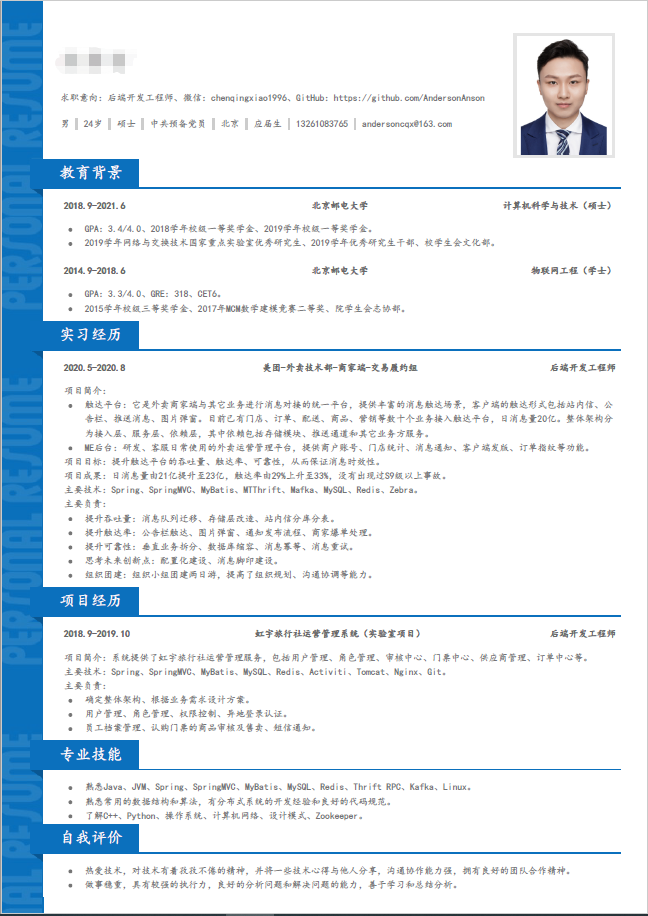 求职意向：后端开发工程师、微信：chenqingxiao1996、GitHub: https://github.com/AndersonAnson
男 | 24岁 | 硕士 | 中共预备党员 | 北京 | 应届生 | 13261083765 | andersoncqx@163.com
教育背景
2018.9-2021.6 北京邮电大学 计算机科学与技术（硕士）
● GPA: 3.4/4.0、2018学年校级一等奖学金、2019学年校级一等奖学金。
● 2019学年网络与交换技术国家重点实验室优秀研究生、2019学年优秀研究生干部、校学生会文化部。
2014.9-2018.6 北京邮电大学 物联网工程（学士）
● GPA: 3.3/4.0、GRE: 318、CET6。
● 2015学年校级三等奖学金、2017年MCM数学建模竞赛二等奖、院学生会志协部。
实习经历
2020.5-2020.8 美团-外卖技术部-商家端-交易履约组 后端开发工程师
项目简介：
● 触达平台：它是外卖商家端与其它业务进行消息对接的统一平台，提供丰富的消息触达场景，客户端的触达形式包括站内信、公
告栏、推送消息、图片弹窗。目前已有门店、订单、配送、商品、营销等数十个业务接入触达平台，日消息量20亿。整体架构分
为接入层、服务层、依赖层，其中依赖包括存储模块、推送通道和其它业务方服务。
● ME后台：研发、客服日常使用的外卖运营管理平台，提供商户账号、门店统计、消息通知、客户端发版、订单指纹等功能。
项目目标：提升触达平台的吞吐量、触达率、可靠性，从而保证消息时效性。
项目成果：日消息量由21亿提升至23亿，触达率由29%上升至33%，没有出现过S9级以上事故。
主要技术：Spring、SpringMVC、MyBatis、MTThrift、Mafka、MySQL、Redis、Zebra。
主要负责：
● 提升吞吐量：消息队列迁移、存储层改造、站内信分库分表。
● 提升触达率：公告栏触达、图片弹窗、通知发布流程、商家爆单处理。
● 提升可靠性：垂直业务拆分、数据库缩容、消息幂等、消息重试。
● 思考未来创新点：配置化建设、消息脚印建设。
● 组织团建：组织小组团建两日游，提高了组织规划、沟通协调等能力。
项目经历
2018.9-2019.10 虹宇旅行社运营管理系统（实验室项目） 后端开发工程师
项目简介：系统提供了虹宇旅行社运营管理服务，包括用户管理、角色管理、审核中心、门票中心、供应商管理、订单中心等。
主要技术：Spring、SpringMVC、MyBatis、MySQL、Redis、Activiti、Tomcat、Nginx、Git。
主要负责：
● 确定整体架构、根据业务需求设计方案。
● 用户管理、角色管理、权限控制、异地登录认证。
● 员工档案管理、认购门票的商品审核及售卖、短信通知。
专业技能
● 熟悉Java、JVM、Spring、SpringMVC、MyBatis、MySQL、Redis、Thrift RPC、Kafka、Linux。
● 熟悉常用的数据结构和算法，有分布式系统的开发经验和良好的代码规范。
● 了解C++、Python、操作系统、计算机网络、设计模式、Zookeeper。
自我评价
● 热爱技术，对技术有着孜孜不倦的精神，并将一些技术心得与他人分享，沟通协作能力强，拥有良好的团队合作精神。
● 做事稳重，具有较强的执行力，良好的分析问题和解决问题的能力，善于学习和总结分析。
PERSONAL RESUME
PERSONAL RESUME